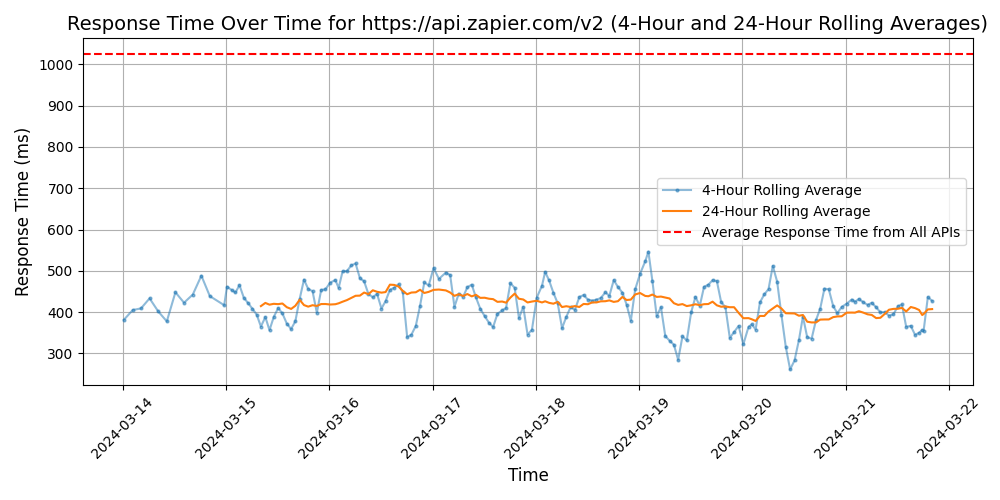 Response Time Over Time for https://api.zapier.com/v2 (4-Hour and 24-Hour Rolling Averages)
Response Time (ms)
1000
900
800
700
600
500
400
300
4-Hour Rolling Average
24-Hour Rolling Average
Average Response Time from All APIs
2024-03-14
2024-03-15
2024-03-16
2024-03-17
2024-03-18
2024-03-19
2024-03-20
2024-03-21
2024-03-22
Time